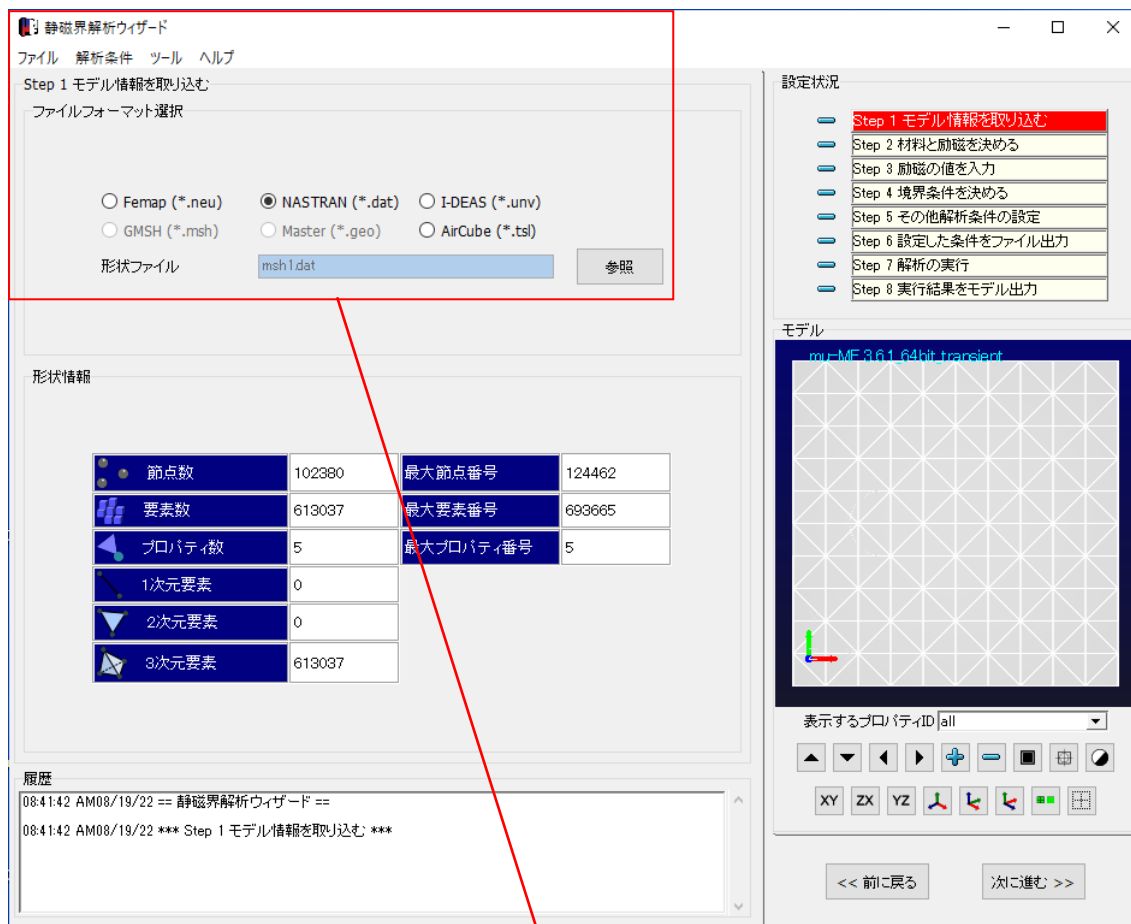 静磁界解析ウィザード
ファイル 解析条件 ツール ヘルプ
Step 1 モデル情報を取り込む
ファイルフォーマット選択
Femap (*.neu) NASTRAN (*.dat) I-DEAS (*.unv)
GMSH (*.msh) Master (*.geo) AirCube (*.tsl)
形状ファイル msh1.dat 参照
形状情報
節点数 102380 最大節点番号 124462
要素数 613037 最大要素番号 693665
プロパティ数 5 最大プロパティ番号 5
1次元要素 0
2次元要素 0
3次元要素 613037
履歴
08:41:42 AM08/19/22 == 静磁界解析ウィザード ==
08:41:42 AM08/19/22 *** Step 1 モデル情報を取り込む ***
設定状況
Step 1 モデル情報を取り込む
Step 2 材料と励磁を決める
Step 3 励磁の値を入力
Step 4 境界条件を決める
Step 5 その他解析条件の設定
Step 6 設定した条件をファイル出力
Step 7 解析の実行
Step 8 実行結果をモデル出力
モデル
mu-MF 3.6.1_64bit_transient
表示するプロパティID all
XY ZX YZ
<< 前に戻る 次に進む >>